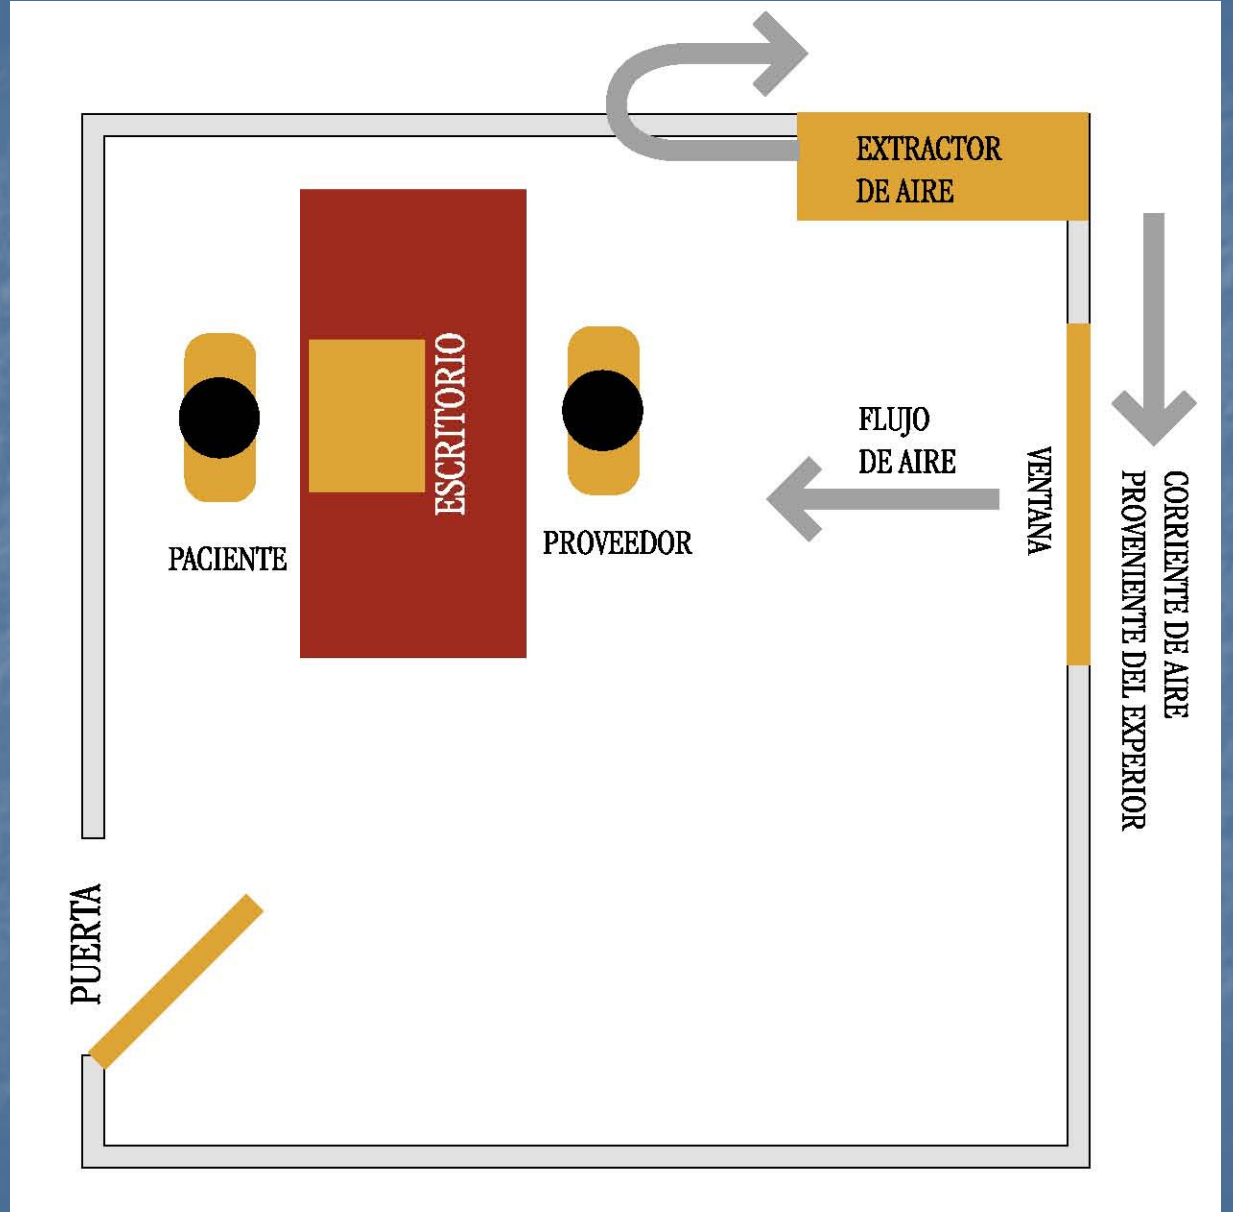 EXTRACTOR
DE AIRE
ESCRITORIO
FLUJO
DE AIRE
VENTANA
CORRIENTE DE AIRE
PROVENIENTE DEL EXPERIOR
PACIENTE
PROVEEDOR
PUERTA